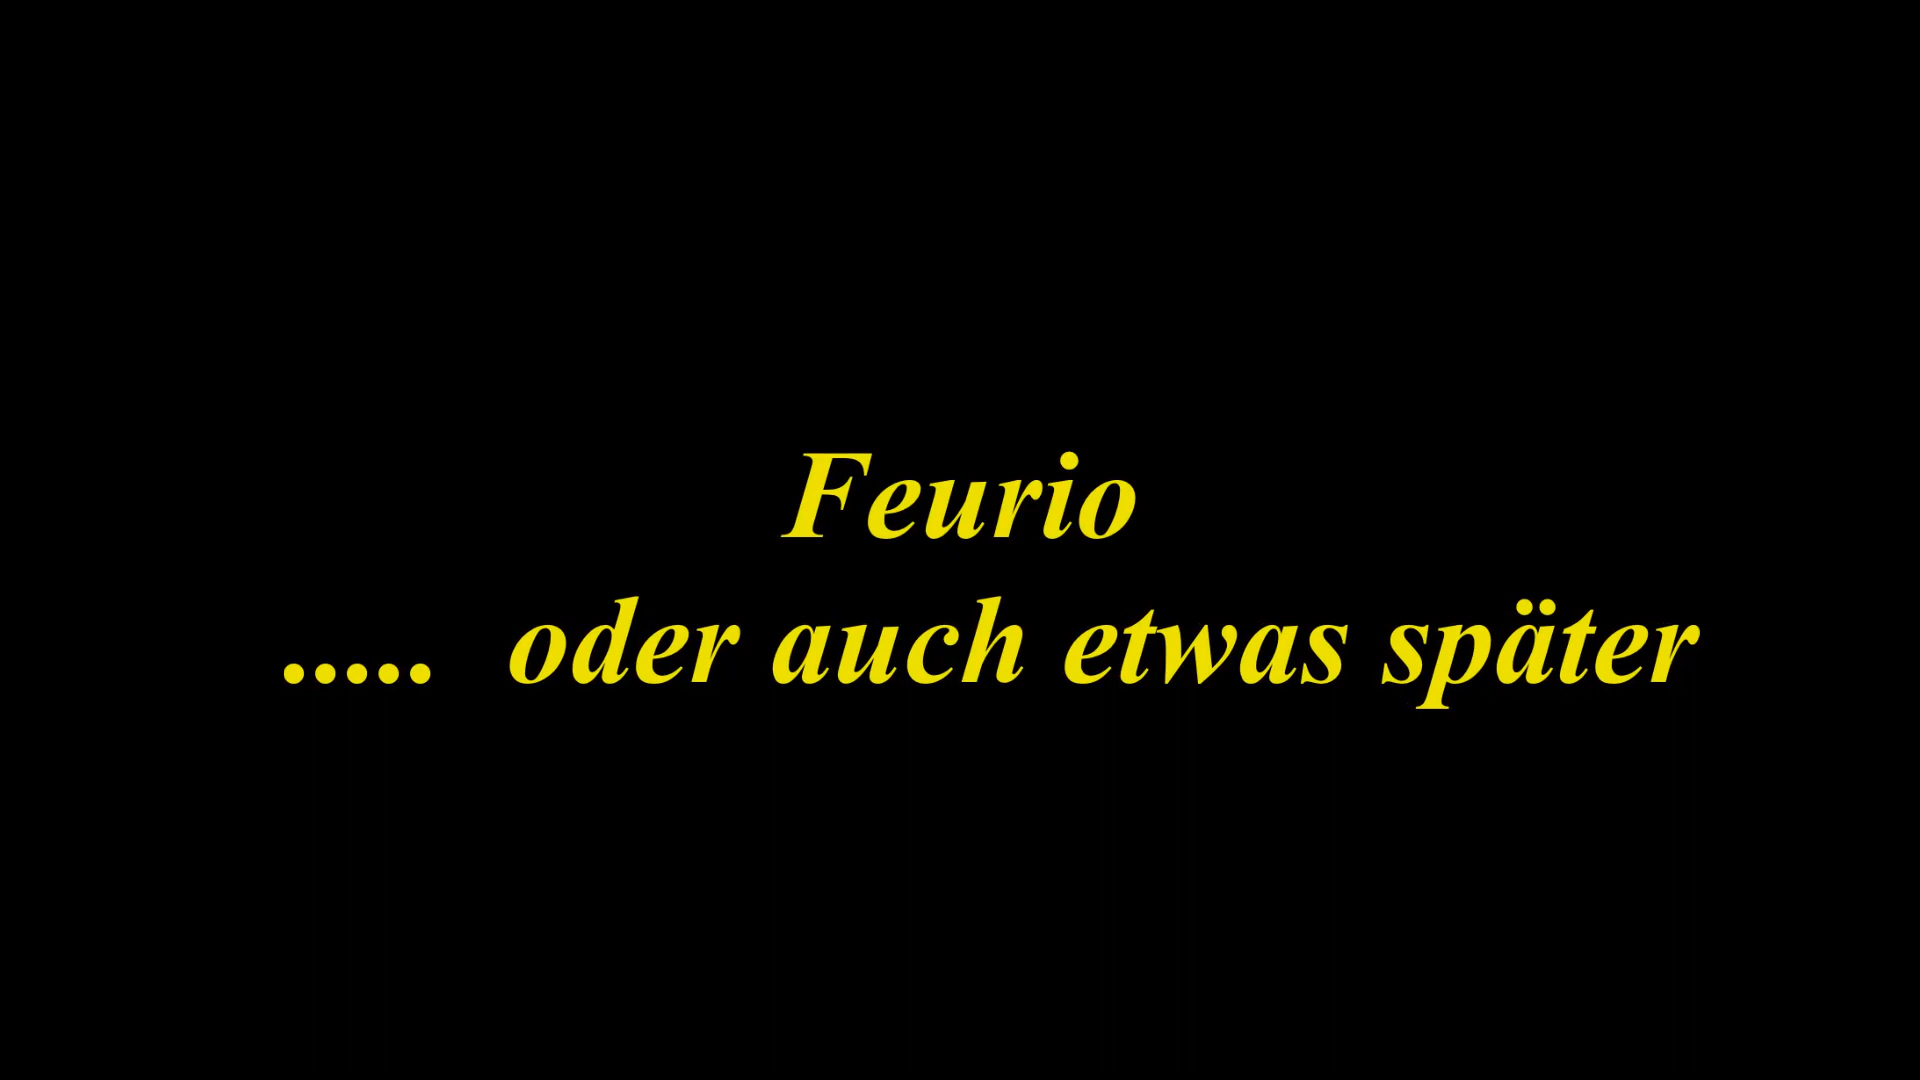 Feurio
..... oder auch etwas später